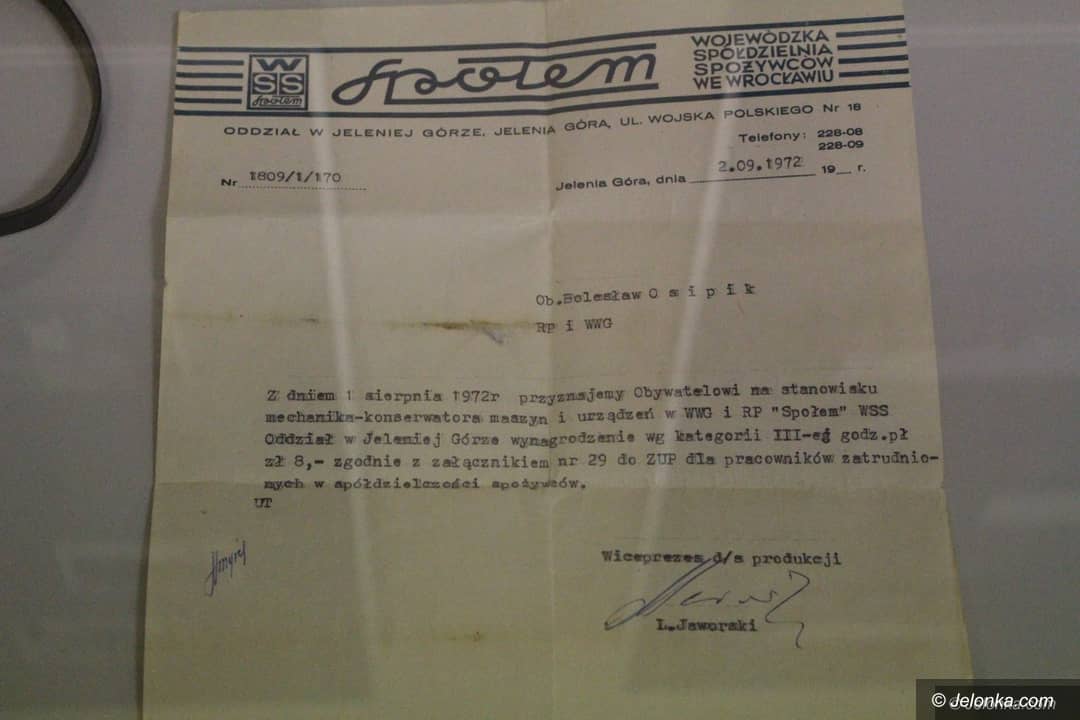 WSS
Społem
Społem
WOJEWÓDZKA
SPÓŁDZIELNIA
SPOŻYWCÓW
WE WROCŁAWIU
ODDZIAŁ W JELENIEJ GÓRZE, JELENIA GÓRA, UL. WOJSKA POLSKIEGO Nr 18
Telefony: 228-08
228-09
Nr 1809/1/170
Jelenia Góra, dnia 2.09.1972 19__ r.
Ob.Bolesław O s i p i k
RP i WWG
Z dniem 1 sierpnia 1972r przyznajemy Obywatelowi na stanowisku
mechanika-konserwatora maszyn i urządzeń w WWG i RP "Społem" WSS
Oddział w Jeleniej Górze wynagrodzenie wg kategorii III-ej godz.pł
zł 8,- zgodnie z załącznikiem nr 29 do ZUP dla pracowników zatrudnio-
nych w spółdzielczości spożywców.
UT
Wiceprezes d/s produkcji
L.Jaworski
© Jelonka.com